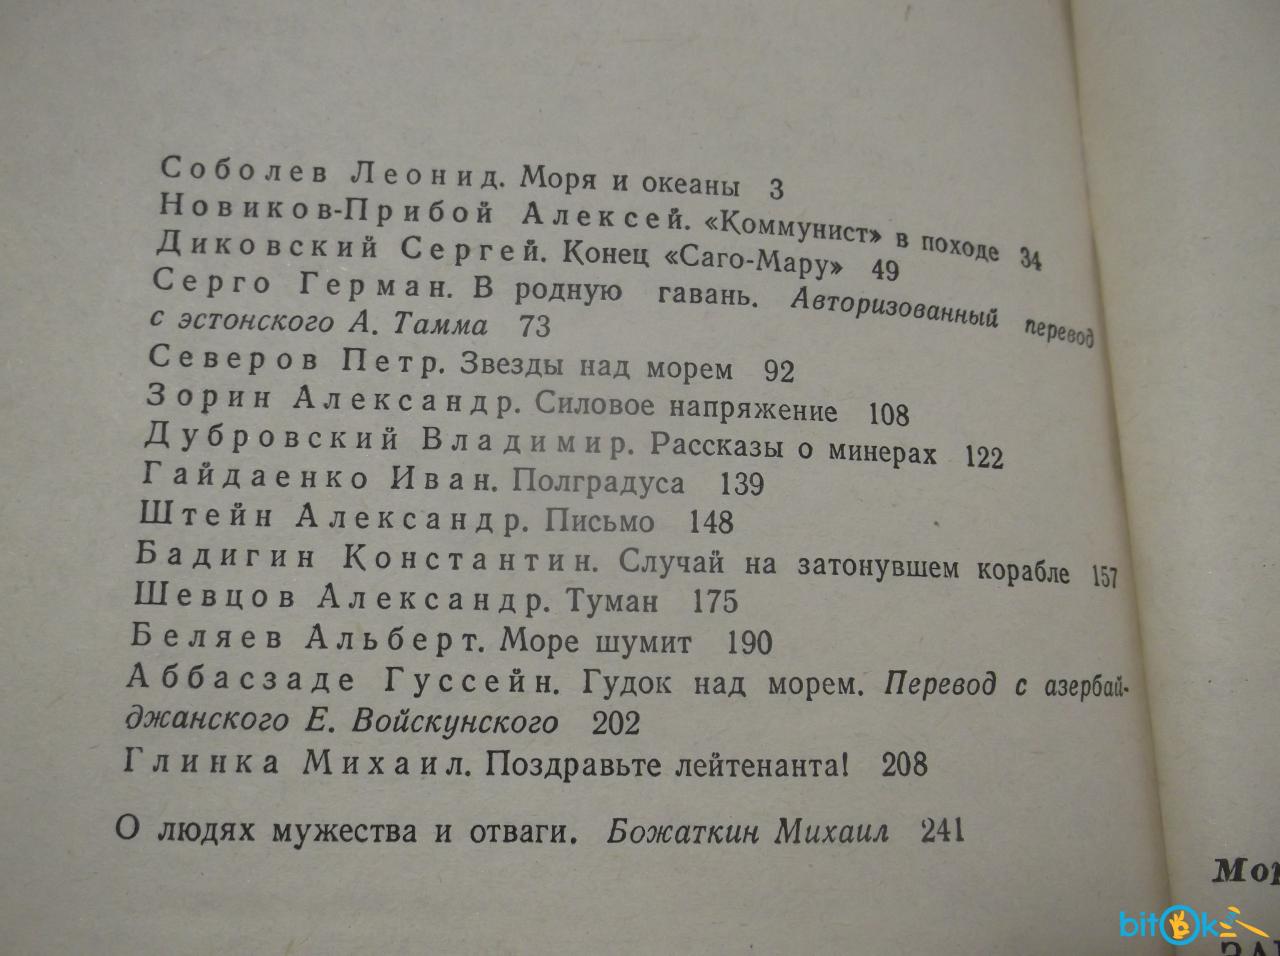 Соболев Леонид. Моря и океаны 3
Новиков-Прибой Алексей. «Коммунист» в походе 34
Диковский Сергей. Конец «Саго-Мару» 49
Серго Герман. В родную гавань. Авторизованный перевод
с эстонского А. Тамма 73
Северов Петр. Звезды над морем 92
Зорин Александр. Силовое напряжение 108
Дубровский Владимир. Рассказы о минерах 122
Гайдаенко Иван. Полградуса 139
Штейн Александр. Письмо 148
Бадигин Константин. Случай на затонувшем корабле 157
Шевцов Александр. Туман 175
Беляев Альберт. Море шумит 190
Аббасзаде Гуссейн. Гудок над морем. Перевод с азербай-
джанского Е. Войскунского 202
Глинка Михаил. Поздравьте лейтенанта! 208
О людях мужества и отваги. Божаткин Михаил 241
bitok